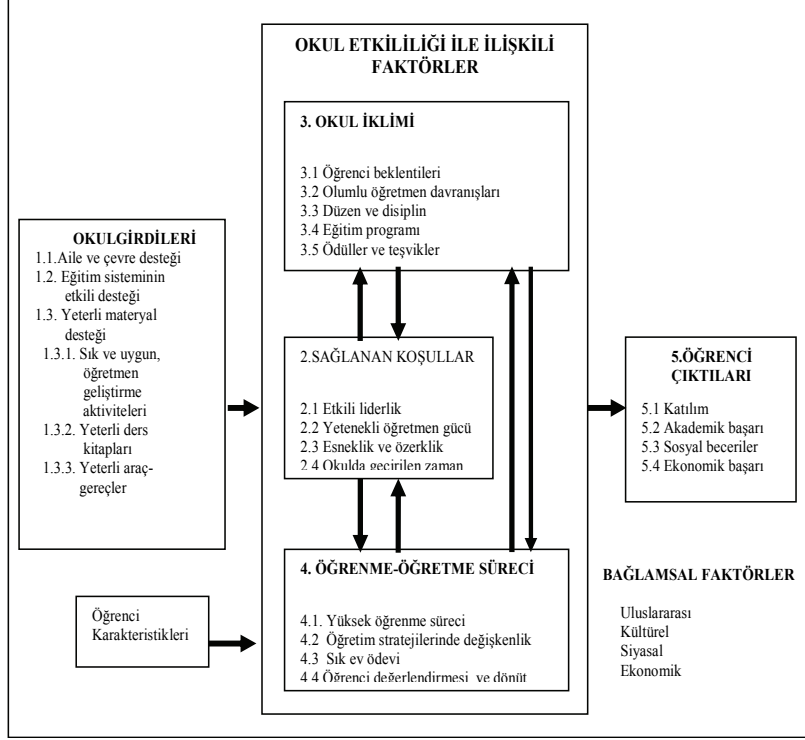 OKUL ETKİLİLİĞİ İLE İLİŞKİLİ
FAKTÖRLER
3. OKUL İKLİMİ
3.1 Öğrenci beklentileri
3.2 Olumlu öğretmen davranışları
3.3 Düzen ve disiplin
3.4 Eğitim programı
3.5 Ödüller ve teşvikler
OKULGİRDİLERİ
1.1.Aile ve çevre desteği
1.2. Eğitim sisteminin
etkili desteği
1.3. Yeterli materyal
desteği
1.3.1. Sık ve uygun,
öğretmen
geliştirme
aktiviteleri
1.3.2. Yeterli ders
kitapları
1.3.3. Yeterli araç-
gereçler
2.SAĞLANAN KOŞULLAR
2.1 Etkili liderlik
2.2 Yetenekli öğretmen gücü
2.3 Esneklik ve özerklik
2.4 Okulda geçirilen zaman
5.ÖĞRENCİ
ÇIKTILARI
5.1 Katılım
5.2 Akademik başarı
5.3 Sosyal beceriler
5.4 Ekonomik başarı
Öğrenci
Karakteristikleri
4. ÖĞRENME-ÖĞRETME SÜRECİ
4.1. Yüksek öğrenme süreci
4.2 Öğretim stratejilerinde değişkenlik
4.3 Sık ev ödevi
4.4 Öğrenci değerlendirmesi ve dönüt
BAĞLAMSAL FAKTÖRLER
Uluslararası
Kültürel
Siyasal
Ekonomik